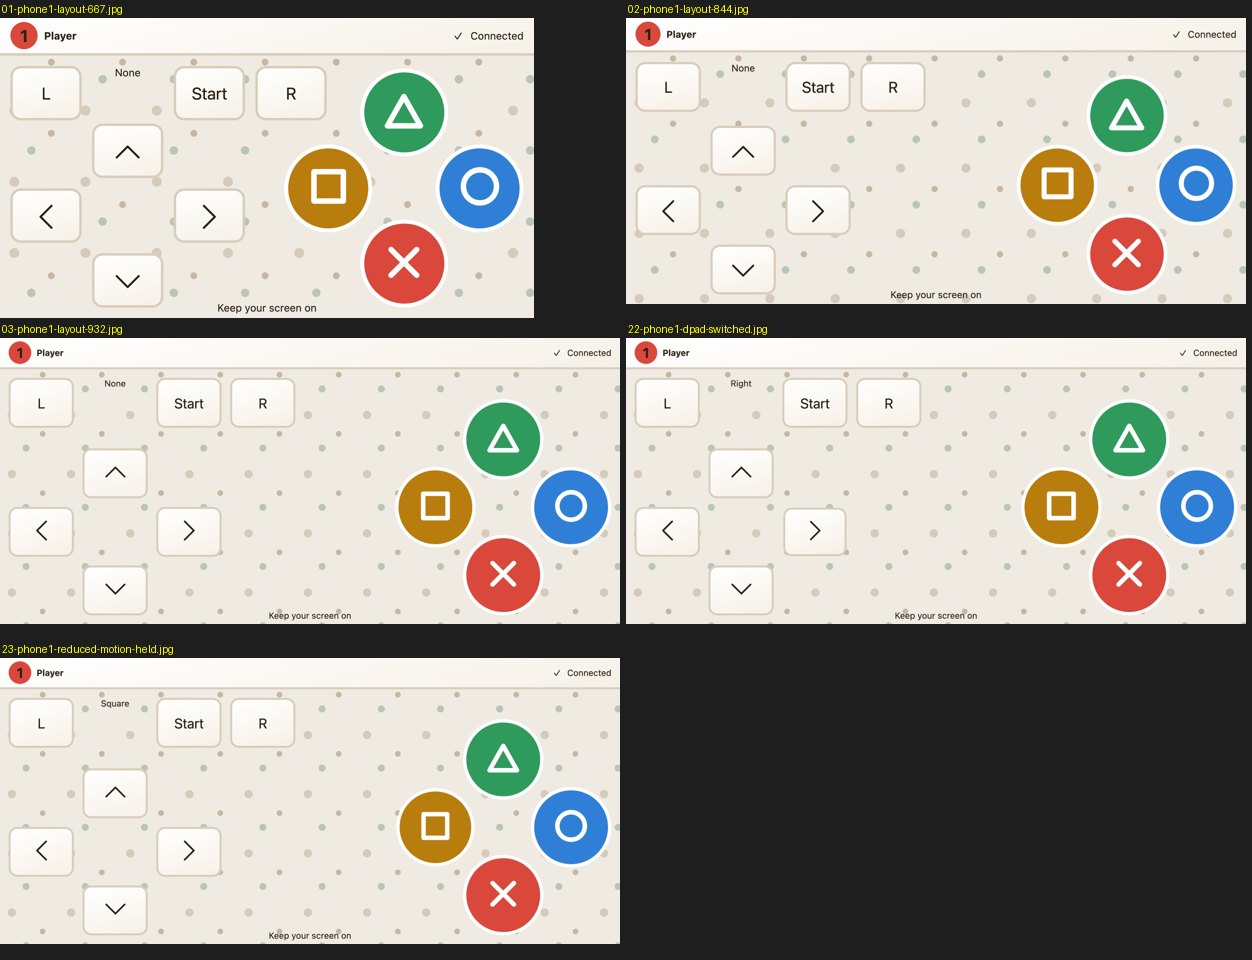 01-phone1-layout-667.jpg
1 Player ✓ Connected
None
L Start R
Keep your screen on
02-phone1-layout-844.jpg
1 Player ✓ Connected
None
L Start R
Keep your screen on
03-phone1-layout-932.jpg
1 Player ✓ Connected
None
L Start R
Keep your screen on
22-phone1-dpad-switched.jpg
1 Player ✓ Connected
Right
L Start R
Keep your screen on
23-phone1-reduced-motion-held.jpg
1 Player ✓ Connected
Square
L Start R
Keep your screen on